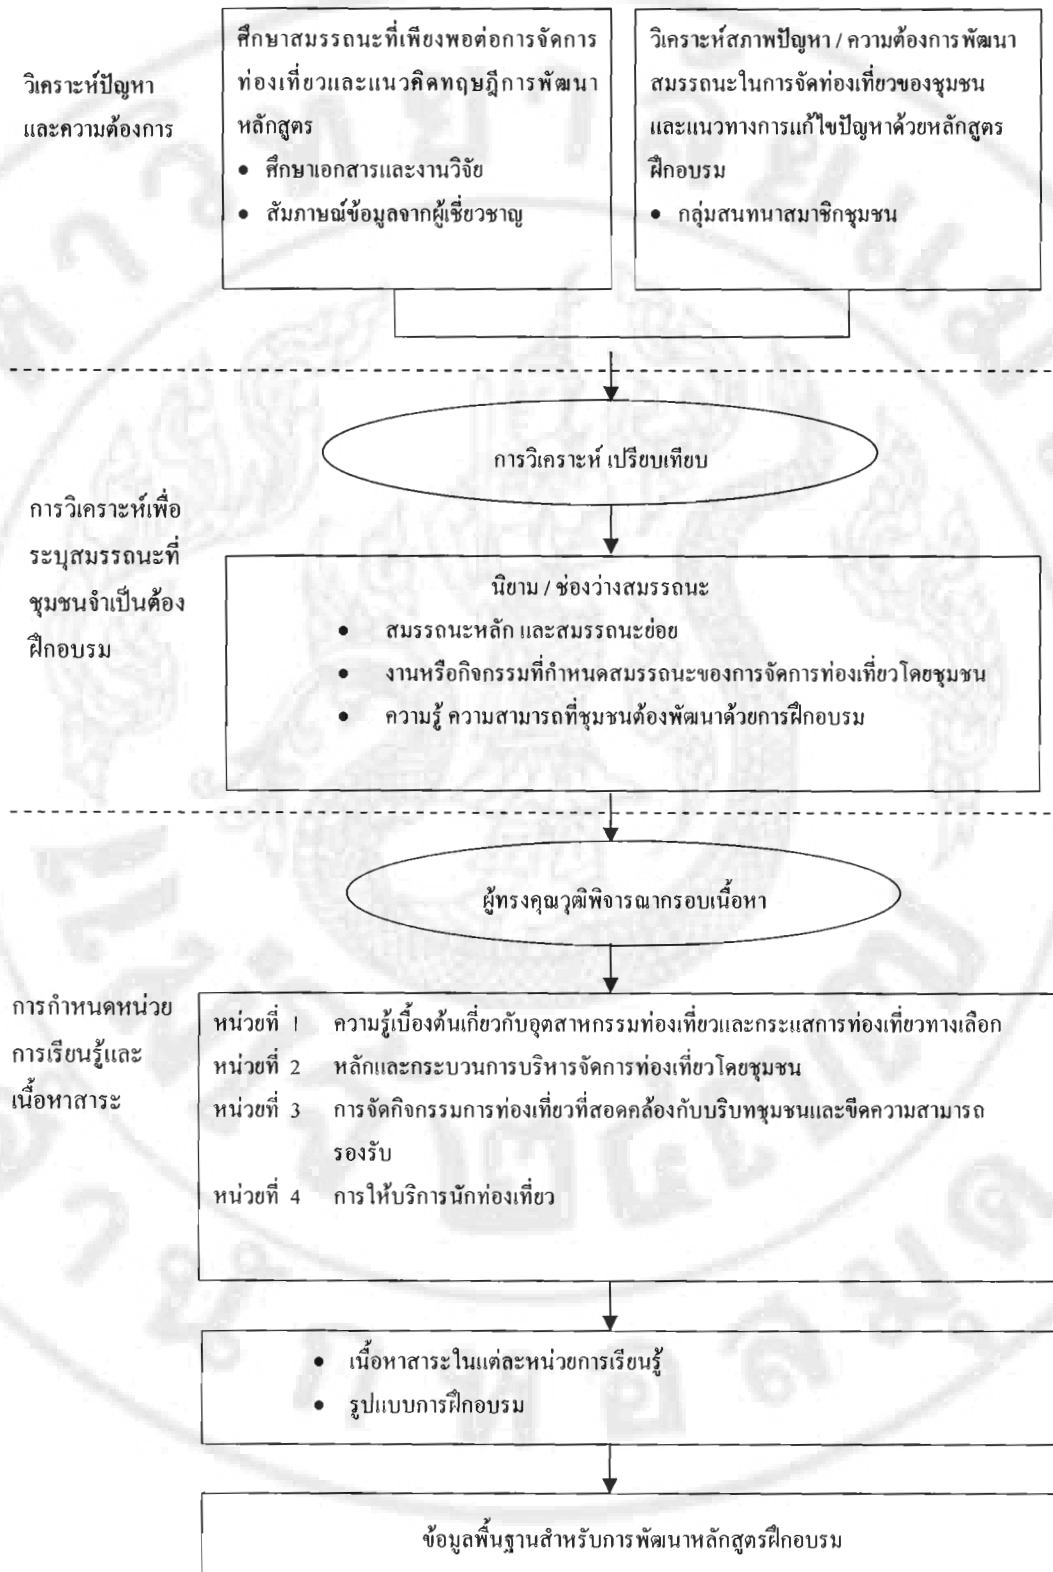 วิเคราะห์ปัญหา
และความต้องการ
ศึกษาสมรรถนะที่เพียงพอต่อการจัดการ
ท่องเที่ยวและแนวคิดทฤษฎีการพัฒนา
หลักสูตร
• ศึกษาเอกสารและงานวิจัย
• สัมภาษณ์ข้อมูลจากผู้เชี่ยวชาญ
วิเคราะห์สภาพปัญหา / ความต้องการพัฒนา
สมรรถนะในการจัดท่องเที่ยวของชุมชน
และแนวทางการแก้ไขปัญหาด้วยหลักสูตร
ฝึกอบรม
• กลุ่มสนทนาสมาชิกชุมชน
การวิเคราะห์ เปรียบเทียบ
การวิเคราะห์เพื่อ
ระบุสมรรถนะที่
ชุมชนจำเป็นต้อง
ฝึกอบรม
นิยาม / ช่องว่างสมรรถนะ
• สมรรถนะหลัก และสมรรถนะย่อย
• งานหรือกิจกรรมที่กำหนดสมรรถนะของการจัดการท่องเที่ยวโดยชุมชน
• ความรู้ ความสามารถที่ชุมชนต้องพัฒนาด้วยการฝึกอบรม
ผู้ทรงคุณวุฒิพิจารณากรอบเนื้อหา
การกำหนดหน่วย
การเรียนรู้และ
เนื้อหาสาระ
หน่วยที่ 1 ความรู้เบื้องต้นเกี่ยวกับอุตสาหกรรมท่องเที่ยวและกระแสการท่องเที่ยวทางเลือก
หน่วยที่ 2 หลักและกระบวนการบริหารจัดการท่องเที่ยวโดยชุมชน
หน่วยที่ 3 การจัดกิจกรรมการท่องเที่ยวที่สอดคล้องกับบริบทชุมชนและขีดความสามารถ
รองรับ
หน่วยที่ 4 การให้บริการนักท่องเที่ยว
• เนื้อหาสาระในแต่ละหน่วยการเรียนรู้
• รูปแบบการฝึกอบรม
ข้อมูลพื้นฐานสำหรับการพัฒนาหลักสูตรฝึกอบรม